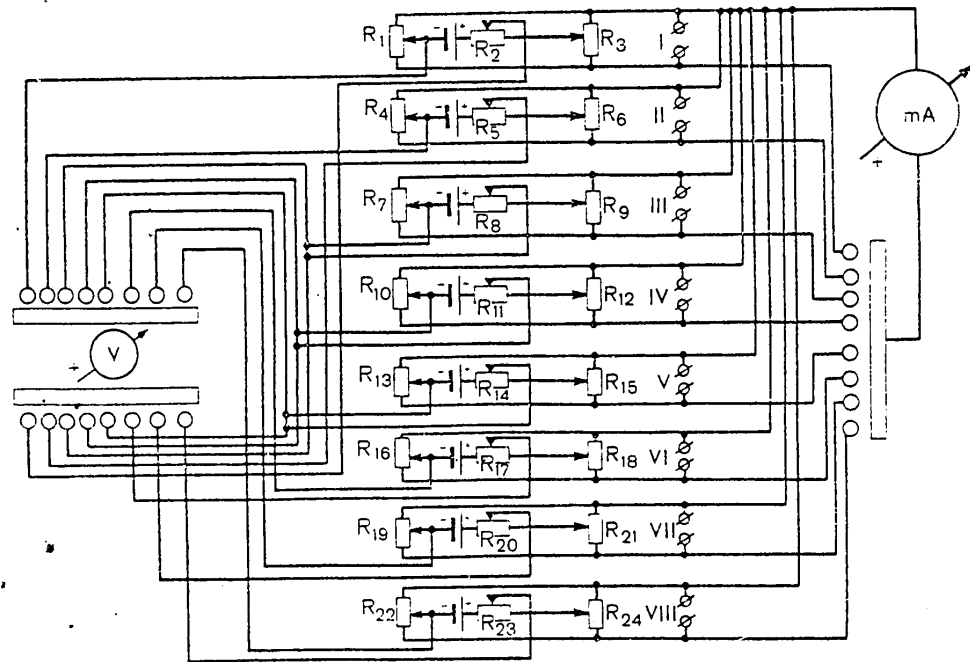 R1 - + R2 R3 I
R4 - + R5 R6 II
mA
+
R7 - + R8 R9 III
R10 - + R11 R12 IV
V
+
R13 - + R14 R15 V
R16 - + R17 R18 VI
R19 - - R20 R21 VII
R22 - - R23 R24 VIII